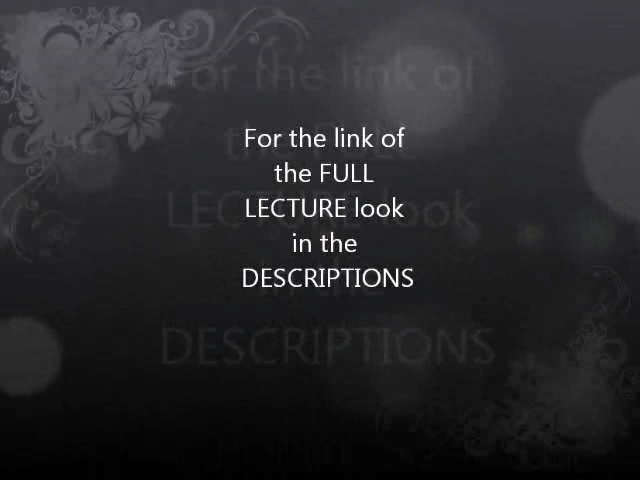 For the link of
the FULL
LECTURE look
in the
DESCRIPTIONS